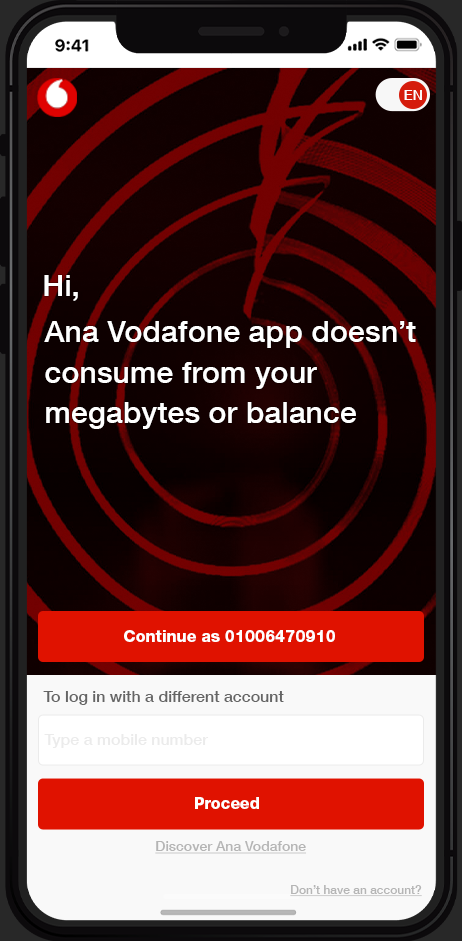 9:41
EN
Hi,
Ana Vodafone app doesn’t
consume from your
megabytes or balance
Continue as 01006470910
To log in with a different account
Type a mobile number
Proceed
Discover Ana Vodafone
Don’t have an account?